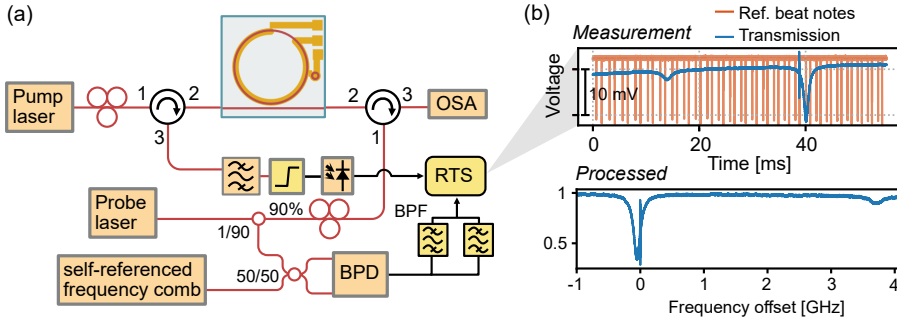 (a)
Pump
laser
1
2
3
2
3
1
OSA
RTS
Probe
laser
90%
1/90
BPF
self-referenced
frequency comb
50/50
BPD
(b)
Ref. beat notes
Transmission
Measurement
Voltage
10 mV
0
20
40
Time [ms]
Processed
1
0.5
-1
0
1
2
3
4
Frequency offset [GHz]